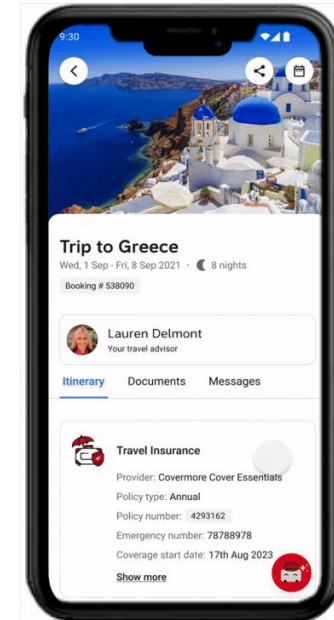 9:30
Trip to Greece
Wed, 1 Sep - Fri, 8 Sep 2021 · 8 nights
Booking # 538090
Lauren Delmont
Your travel advisor
Itinerary Documents Messages
Travel Insurance
Provider: Covermore Cover Essentials
Policy type: Annual
Policy number: 4293162
Emergency number: 78788978
Coverage start date: 17th Aug 2023
Show more